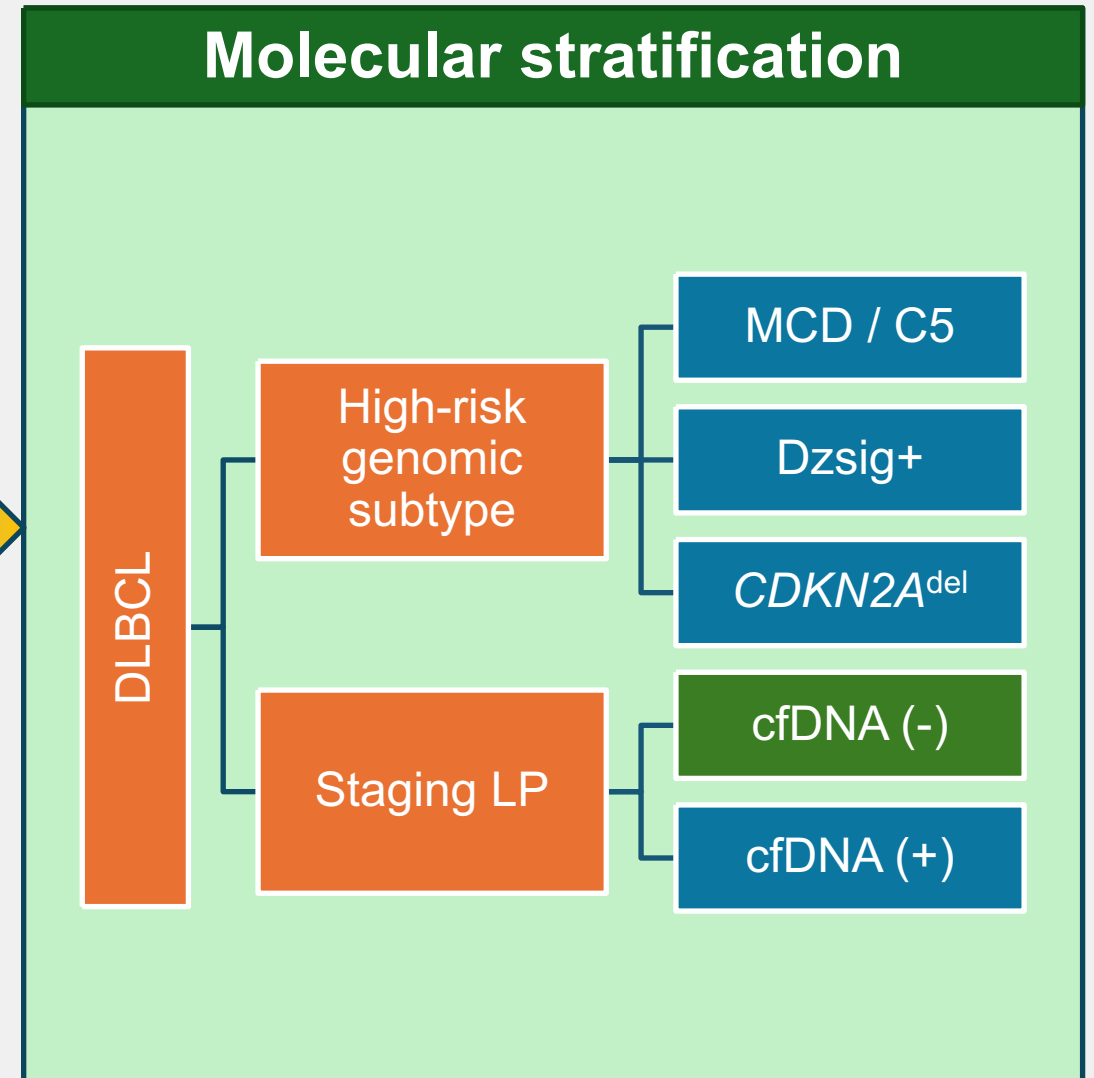 Molecular stratification
DLBCL
High-risk
genomic
subtype
MCD / C5
Dzsig+
CDKN2Adel
Staging LP
cfDNA (-)
cfDNA (+)